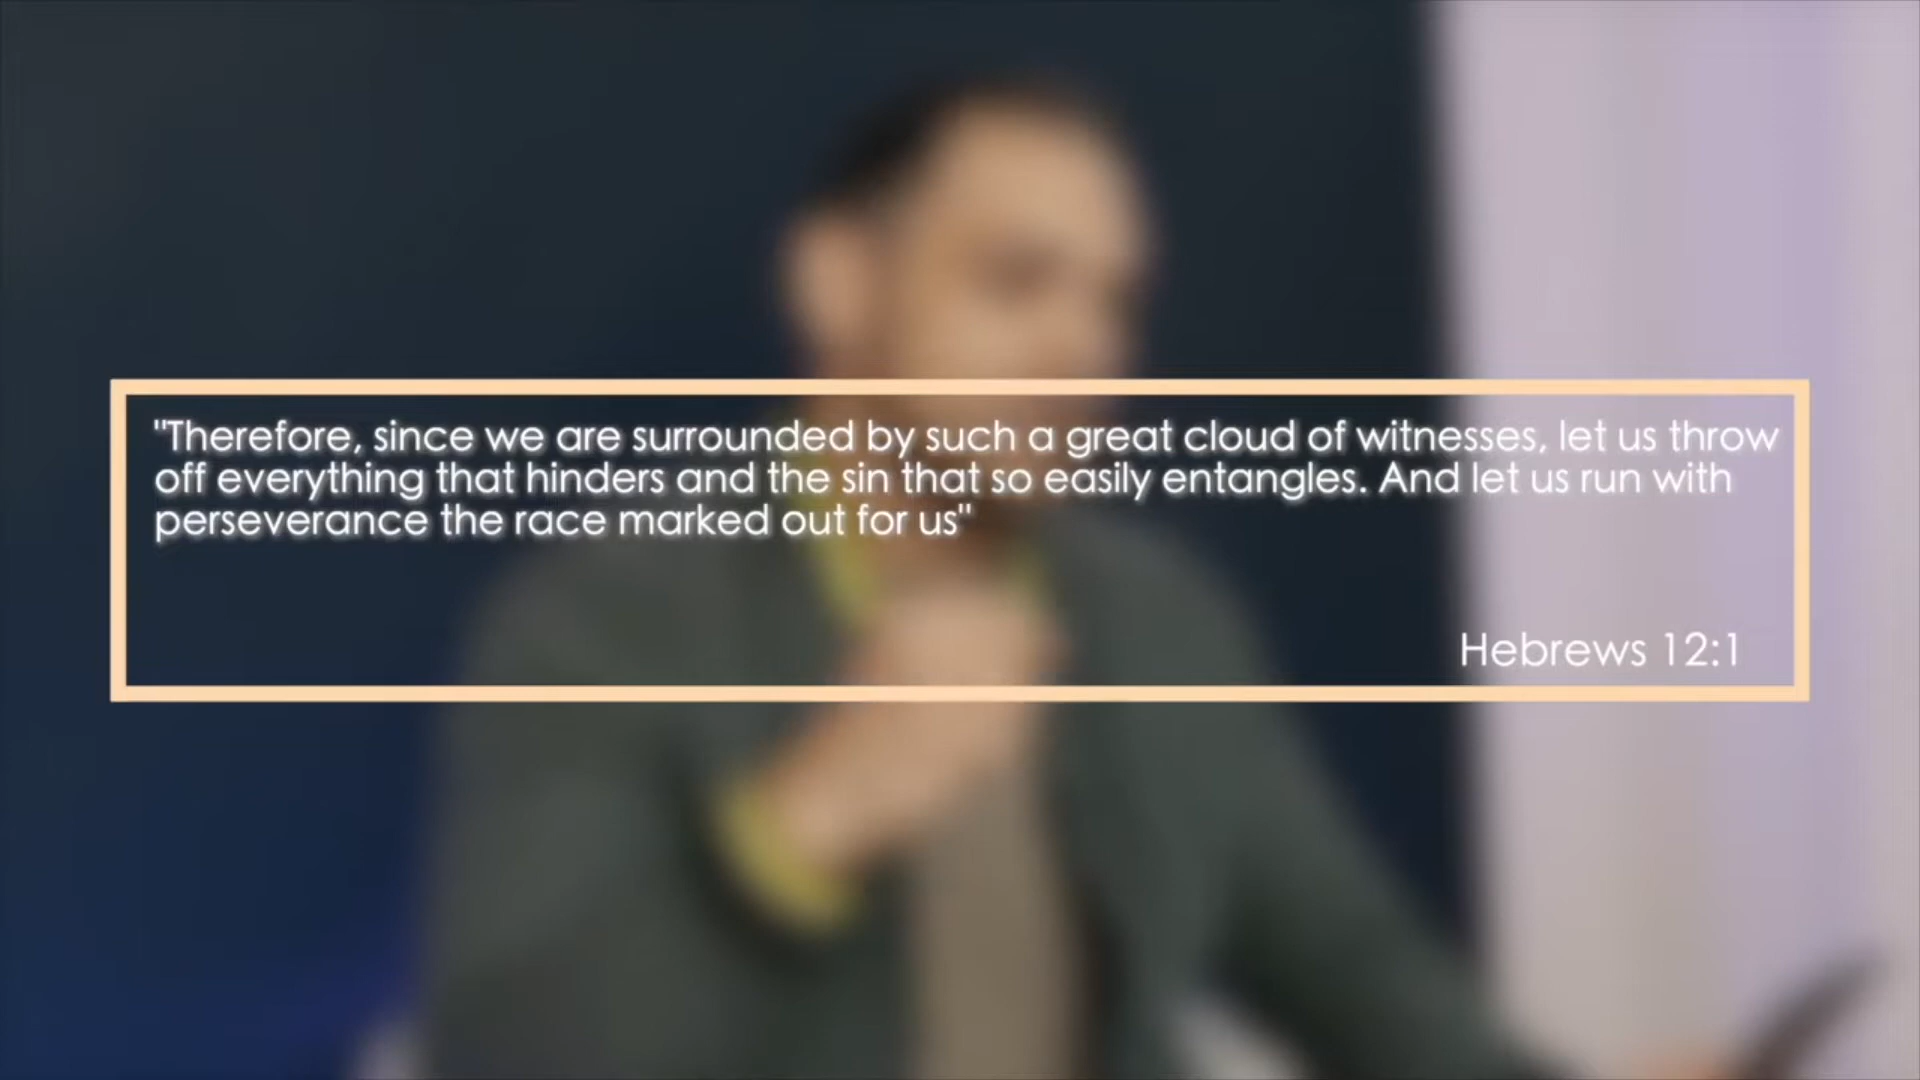 "Therefore, since we are surrounded by such a great cloud of witnesses, let us throw
off everything that hinders and the sin that so easily entangles. And let us run with
perseverance the race marked out for us"
Hebrews 12:1